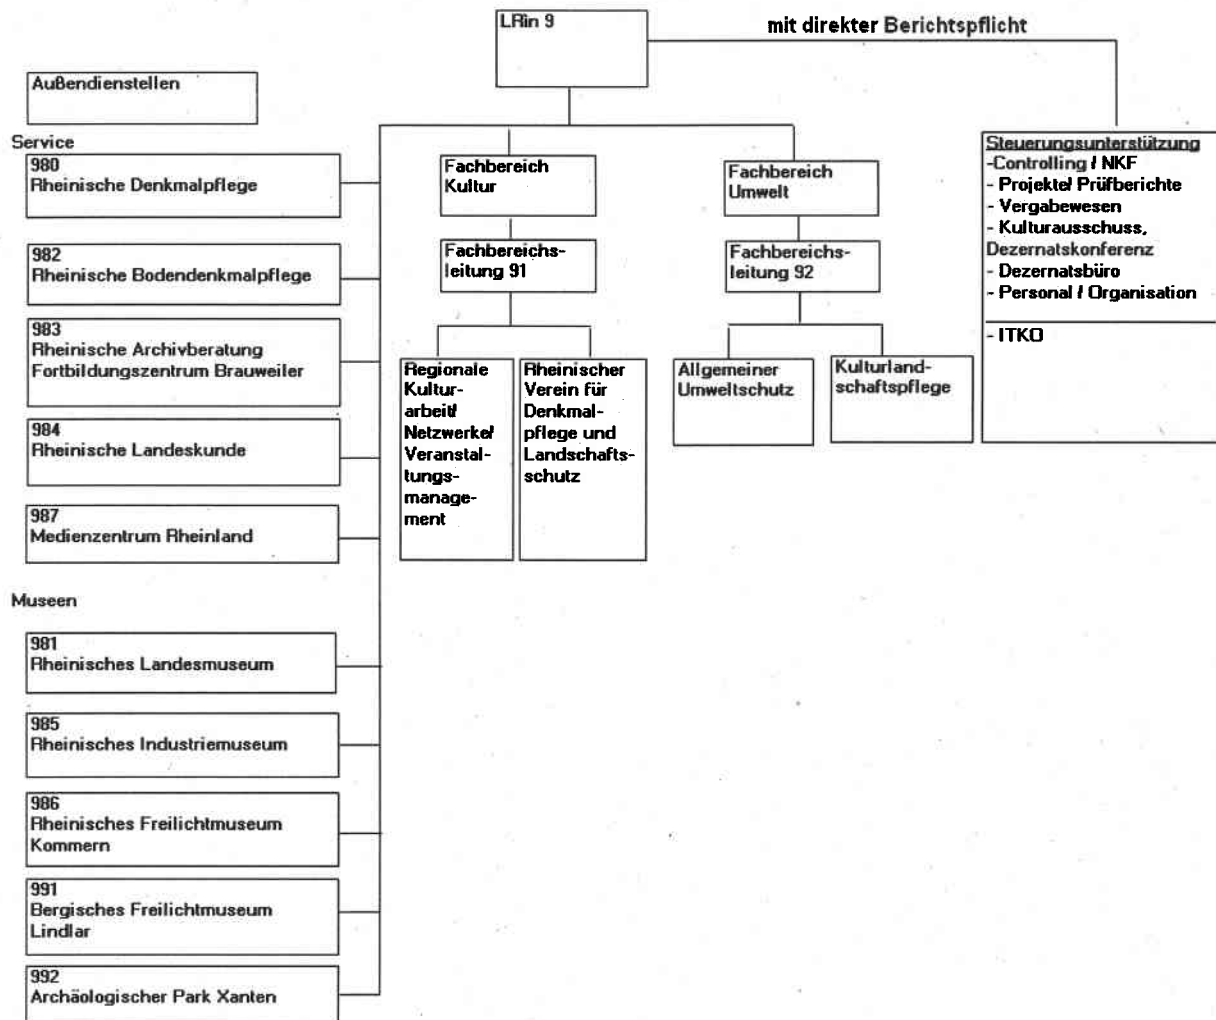 LRin 9
mit direkter Berichtspflicht
Außendienstellen
Service
980
Rheinische Denkmalpflege
982
Rheinische Bodendenkmalpflege
983
Rheinische Archivberatung
Fortbildungszentrum Brauweiler
984
Rheinische Landeskunde
987
Medienzentrum Rheinland
Museen
981
Rheinisches Landesmuseum
985
Rheinisches Industriemuseum
986
Rheinisches Freilichtmuseum
Kommern
991
Bergisches Freilichtmuseum
Lindlar
992
Archäologischer Park Xanten
Fachbereich
Kultur
Fachbereichs-
leitung 91
Regionale
Kultur-
arbeit/
Netzwerke/
Veranstal-
tungs-
manage-
ment
Rheinischer
Verein für
Denkmal-
pflege und
Landschafts-
schutz
Fachbereich
Umwelt
Fachbereichs-
leitung 92
Allgemeiner
Umweltschutz
Kulturland-
schaftspflege
Steuerungsunterstützung
-Controlling / NKF
- Projekte/ Prüfberichte
- Vergabewesen
- Kulturausschuss,
Dezernatskonferenz
- Dezernatsbüro
- Personal / Organisation
- ITKO